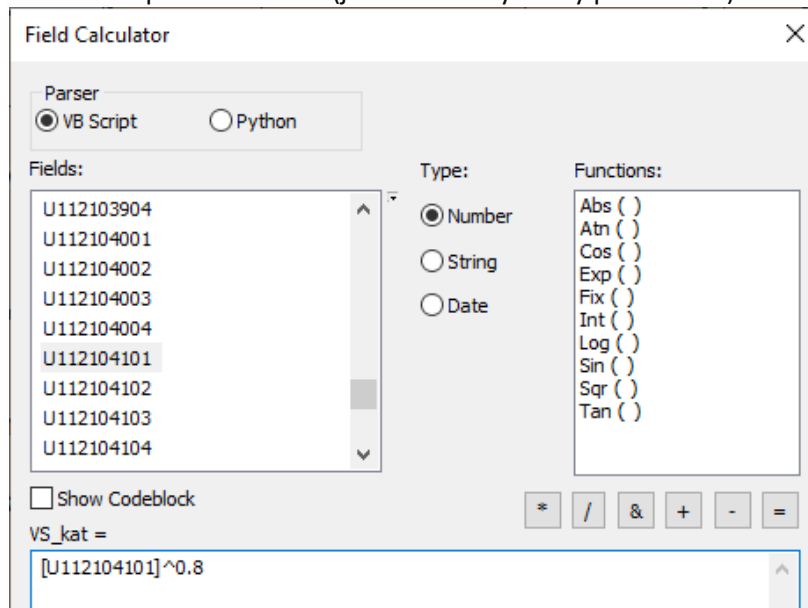 Field Calculator
Parser
VB Script Python
Fields:
Type:
Functions:
U112103904
U112104001
U112104002
U112104003
U112104004
U112104101
U112104102
U112104103
U112104104
Number
String
Date
Abs ( )
Atn ( )
Cos ( )
Exp ( )
Fix ( )
Int ( )
Log ( )
Sin ( )
Sqr ( )
Tan ( )
Show Codeblock
* / & + - =
VS_kat =
[U112104101]^0.8